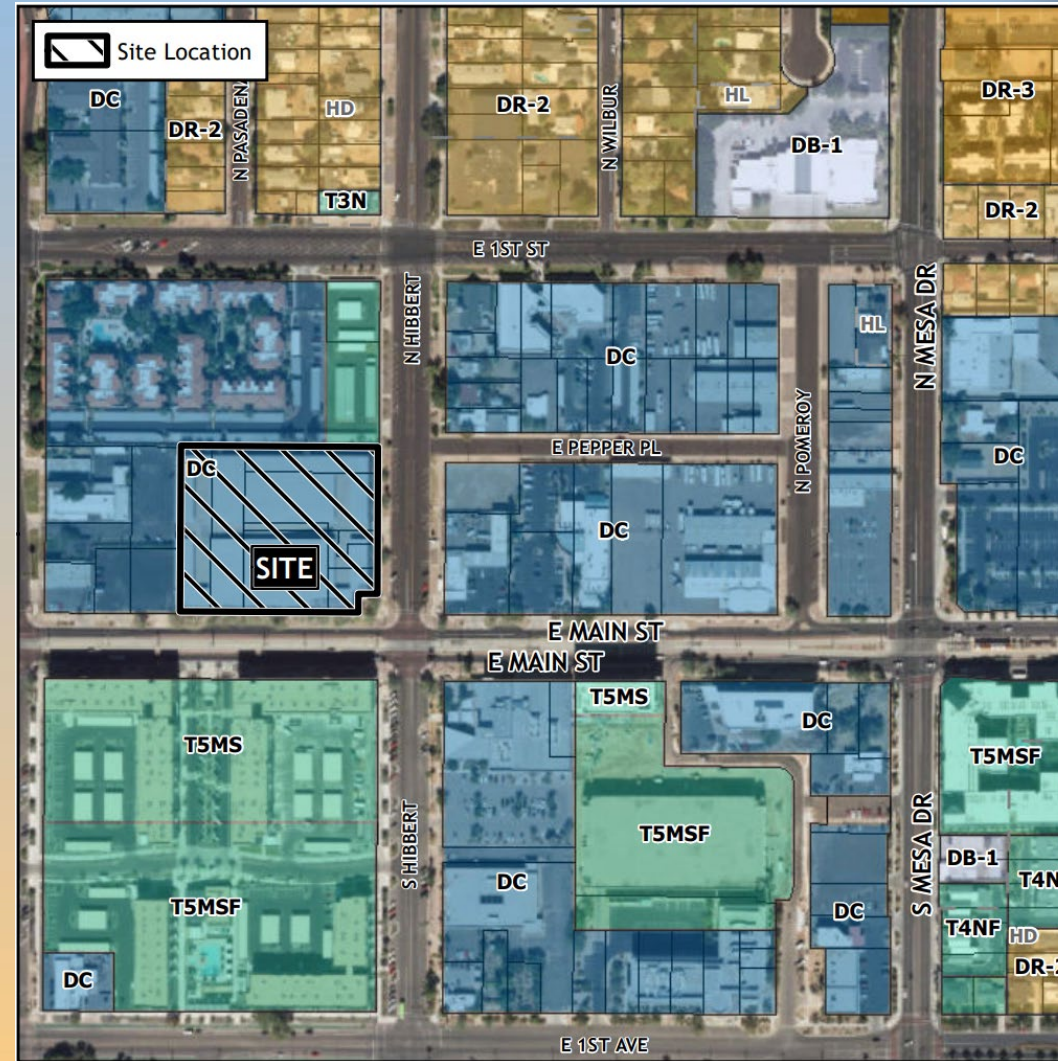 Site Location
DC
DR-2
N PASADENA
HD
T3N
DR-2
N WILBUR
HL
DB-1
DR-3
DR-2
E 1ST ST
N HIBBERT
DC
HL
N MESA DR
E PEPPER PL
N POMEROY
DC
DC
DC
SITE
E MAIN ST
E MAIN ST
T5MS
T5MS
DC
T5MSF
S HIBBERT
T5MSF
S MESA DR
DB-1
T4N
DC
T5MSF
DC
T4NF
HD
DR-2
DC
E 1ST AVE